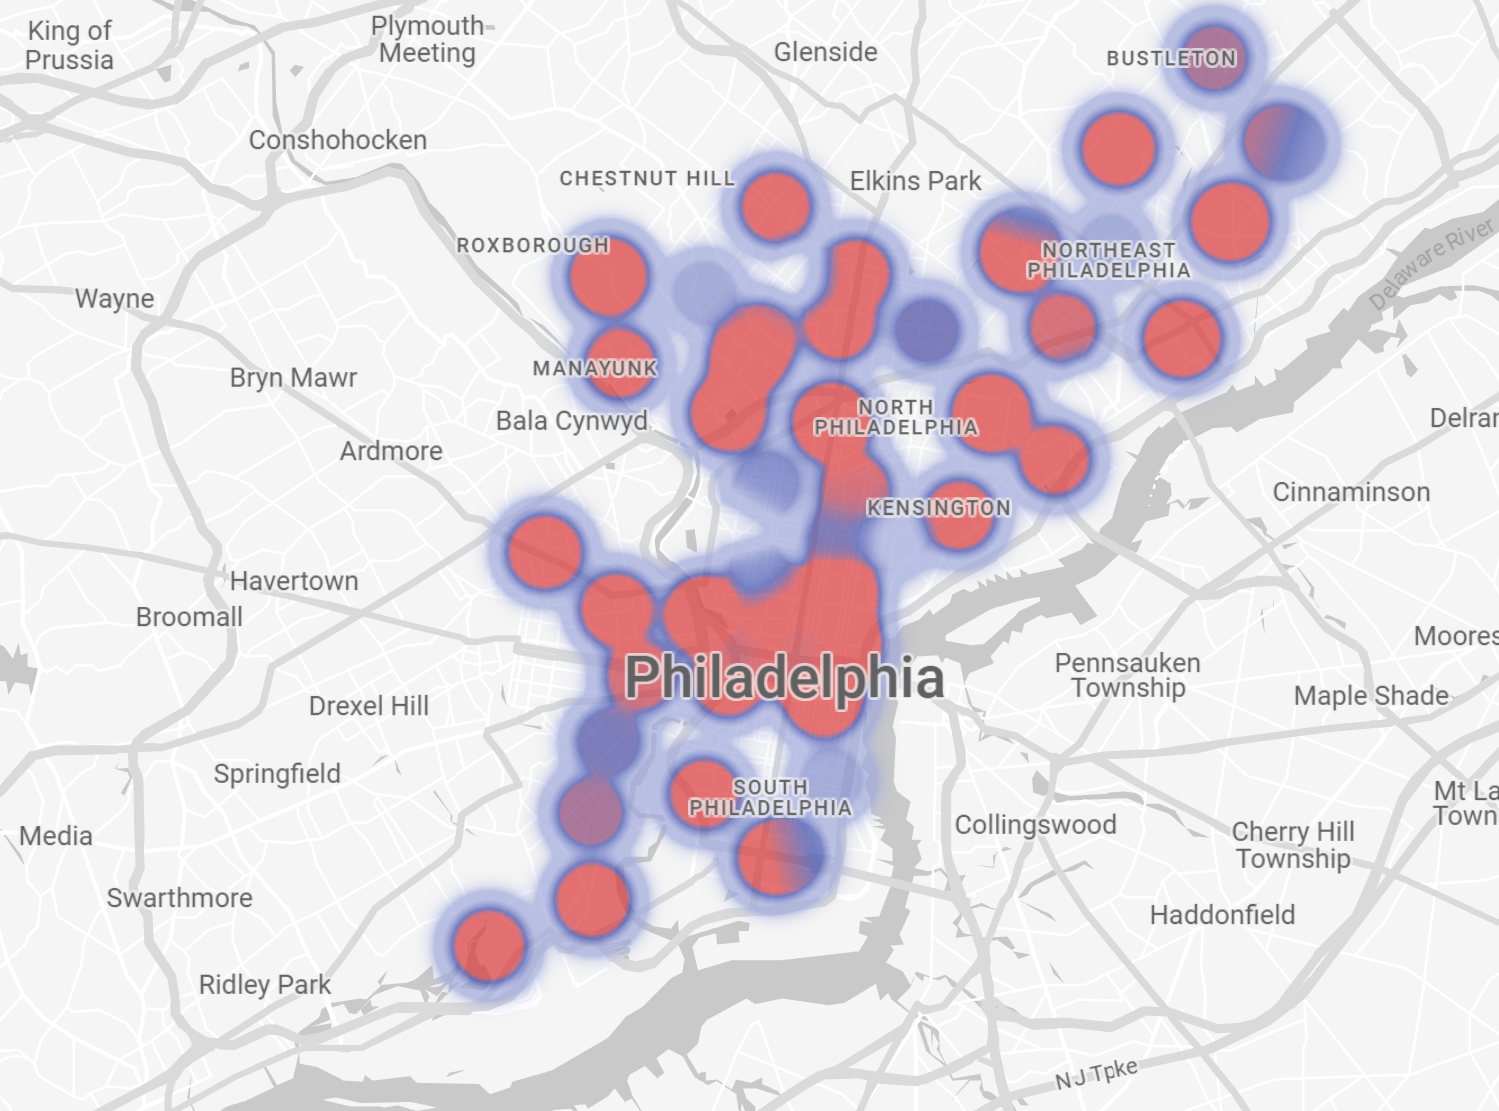 King of
Prussia
Plymouth
Meeting
Glenside
BUSTLETON
Conshohocken
CHESTNUT HILL
Elkins Park
ROXBOROUGH
NORTHEAST
PHILADELPHIA
Delaware River
Wayne
MANAYUNK
Bryn Mawr
NORTH
PHILADELPHIA
Bala Cynwyd
Delran
Ardmore
Cinnaminson
KENSINGTON
Havertown
Broomall
Moores
Philadelphia
Pennsauken
Township
Maple Shade
Drexel Hill
Springfield
SOUTH
PHILADELPHIA
Mt La
Town
Media
Collingswood
Cherry Hill
Township
Swarthmore
Haddonfield
Ridley Park
NJ Tpke